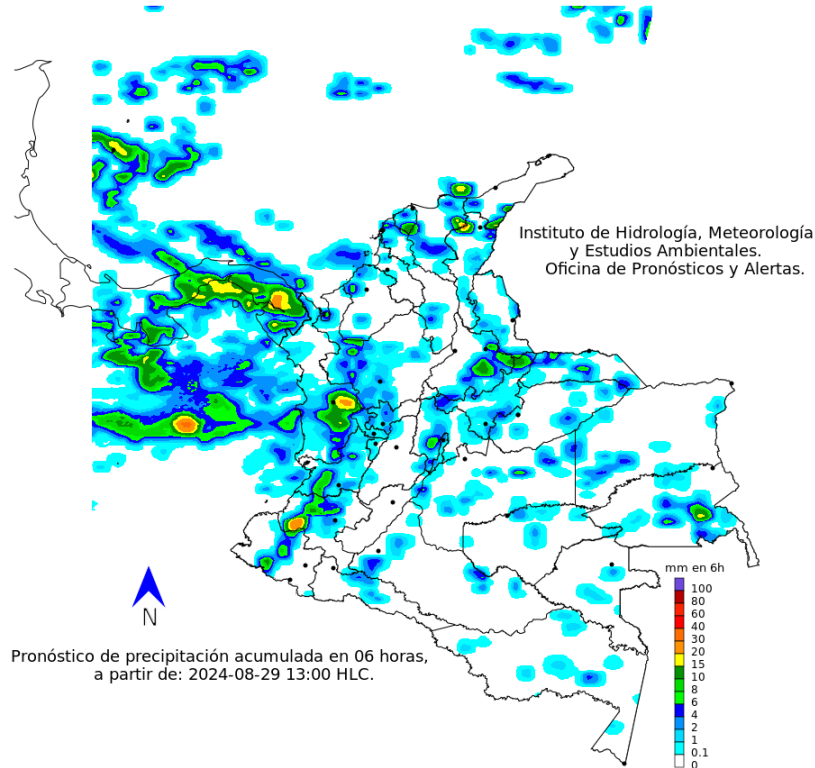 Instituto de Hidrología, Meteorología
y Estudios Ambientales.
Oficina de Pronósticos y Alertas.
mm en 6h
100
80
60
40
30
20
15
10
8
6
4
2
1
0.1
0
N
Pronóstico de precipitación acumulada en 06 horas,
a partir de: 2024-08-29 13:00 HLC.